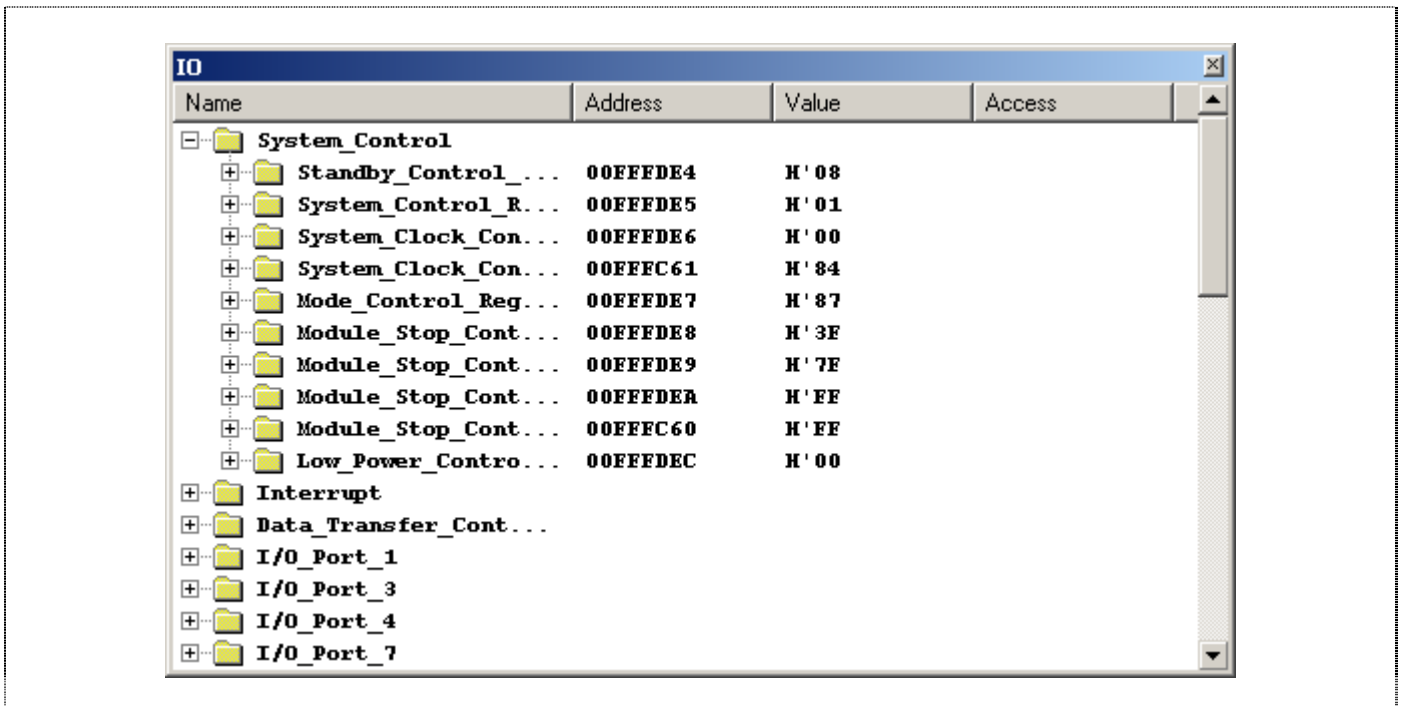 IO
Name Address Value Access
System_Control
Standby_Control_... 00FFFDE4 H'08
System_Control_R... 00FFFDE5 H'01
System_Clock_Con... 00FFFDE6 H'00
System_Clock_Con... 00FFFC61 H'84
Mode_Control_Reg... 00FFFDE7 H'87
Module_Stop_Cont... 00FFFDE8 H'3F
Module_Stop_Cont... 00FFFDE9 H'7F
Module_Stop_Cont... 00FFFDEA H'FF
Module_Stop_Cont... 00FFFC60 H'FF
Low_Power_Contro... 00FFFDEC H'00
Interrupt
Data_Transfer_Cont...
I/O_Port_1
I/O_Port_3
I/O_Port_4
I/O_Port_7